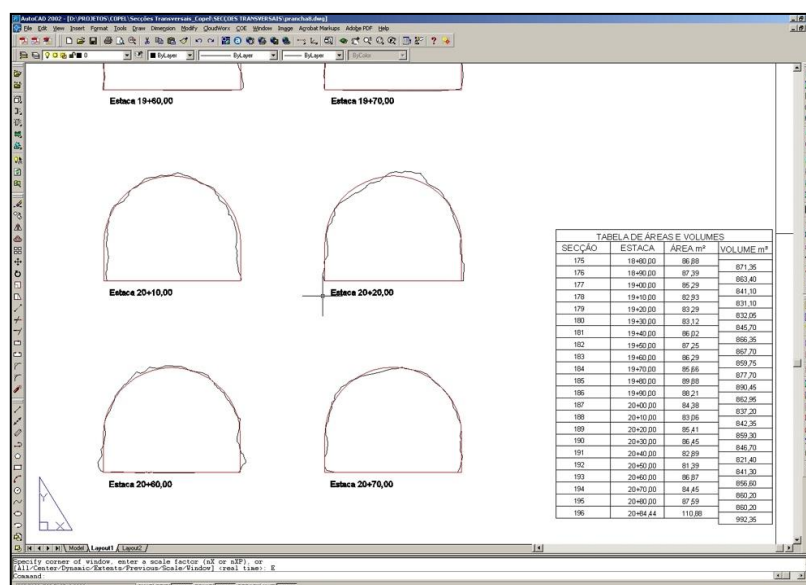 AutoCAD 2002 - [D:\PROJETOS\COPEL\Secções Transversais_Copel\SECCOES TRANSVERSAIS\prancha8.dwg]
File Edit View Insert Format Tools Draw Dimension Modify CloudWorx COE Window Image Acrobat Markups Adobe PDF Help
0 ByLayer ByLayer ByLayer ByColor
Estaca 19+60,00 Estaca 19+70,00
Estaca 20+10,00 Estaca 20+20,00
Estaca 20+60,00 Estaca 20+70,00
TABELA DE ÁREAS E VOLUMES
SECÇÃO ESTACA ÁREA m² VOLUME m³
175 18+80,00 86,88
871,35
176 18+90,00 87,39
863,40
177 19+00,00 85,29
841,10
178 19+10,00 82,93
831,10
179 19+20,00 83,29
832,05
180 19+30,00 83,12
845,70
181 19+40,00 86,02
866,35
182 19+50,00 87,25
867,70
183 19+60,00 86,29
859,75
184 19+70,00 85,66
877,70
185 19+80,00 89,88
890,45
186 19+90,00 88,21
862,95
187 20+00,00 84,38
837,20
188 20+10,00 83,06
842,35
189 20+20,00 85,41
859,30
190 20+30,00 86,45
846,70
191 20+40,00 82,89
821,40
192 20+50,00 81,39
841,30
193 20+60,00 86,87
856,60
194 20+70,00 84,45
860,20
195 20+80,00 87,59
860,20
196 20+84,44 110,88
992,35
Y
X
Model Layout1 Layout2
Specify corner of window, enter a scale factor (nX or nXP), or
[All/Center/Dynamic/Extents/Previous/Scale/Window] <real time>: E
Command: